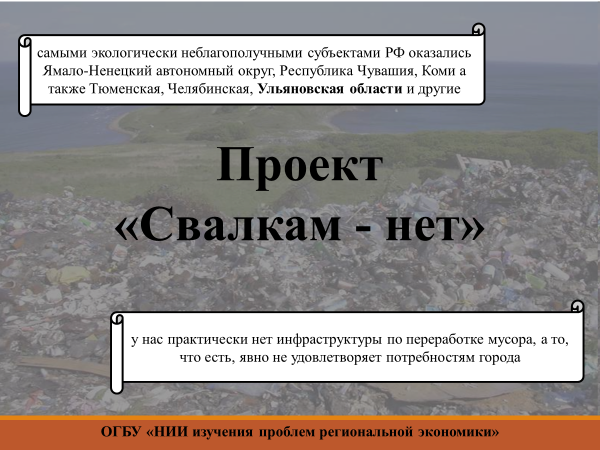 самыми экологически неблагополучными субъектами РФ оказались
Ямало-Ненецкий автономный округ, Республика Чувашия, Коми а
также Тюменская, Челябинская, Ульяновская области и другие
Проект
«Свалкам - нет»
у нас практически нет инфраструктуры по переработке мусора, а то,
что есть, явно не удовлетворяет потребностям города
ОГБУ «НИИ изучения проблем региональной экономики»